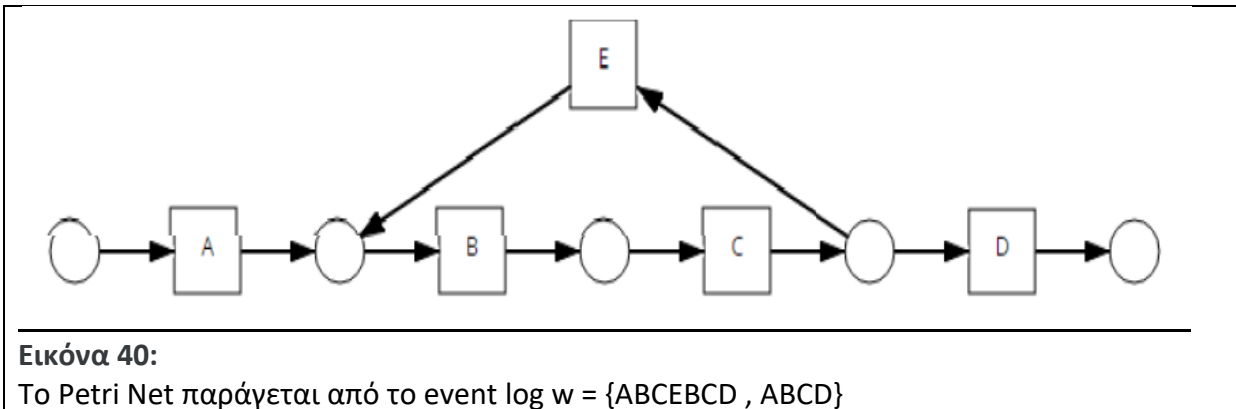 E
A
B
C
D
Εικόνα 40:
Το Petri Net παράγεται από το event log w = {ABCEBCD , ABCD}